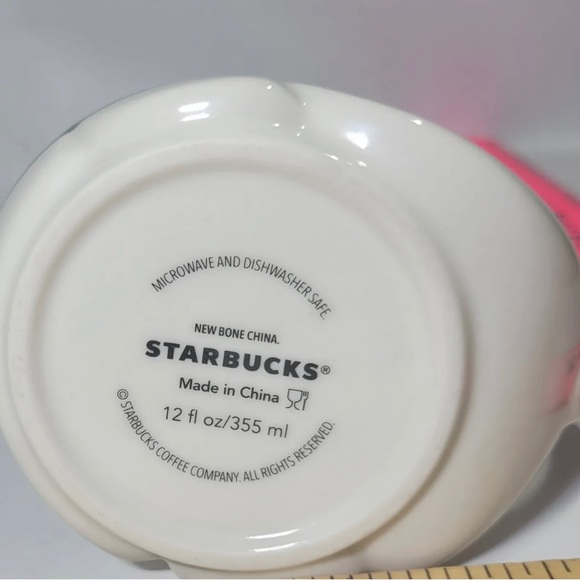 MICROWAVE AND DISHWASHER SAFE.
NEW BONE CHINA.
STARBUCKS®
Made in China
12 fl oz/355 ml
© STARBUCKS COFFEE COMPANY. ALL RIGHTS RESERVED.